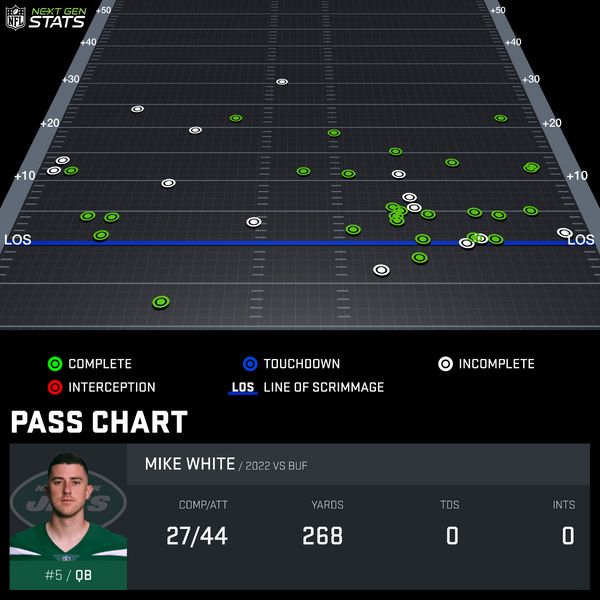 NFL NEXT GEN STATS
+50 +50
+40 +40
+30 +30
+20 +20
+10 +10
LOS LOS
COMPLETE TOUCHDOWN INCOMPLETE
INTERCEPTION LOS LINE OF SCRIMMAGE
PASS CHART
MIKE WHITE / 2022 VS BUF
COMP/ATT YARDS TDS INTS
27/44 268 0 0
JETS
#5 / QB